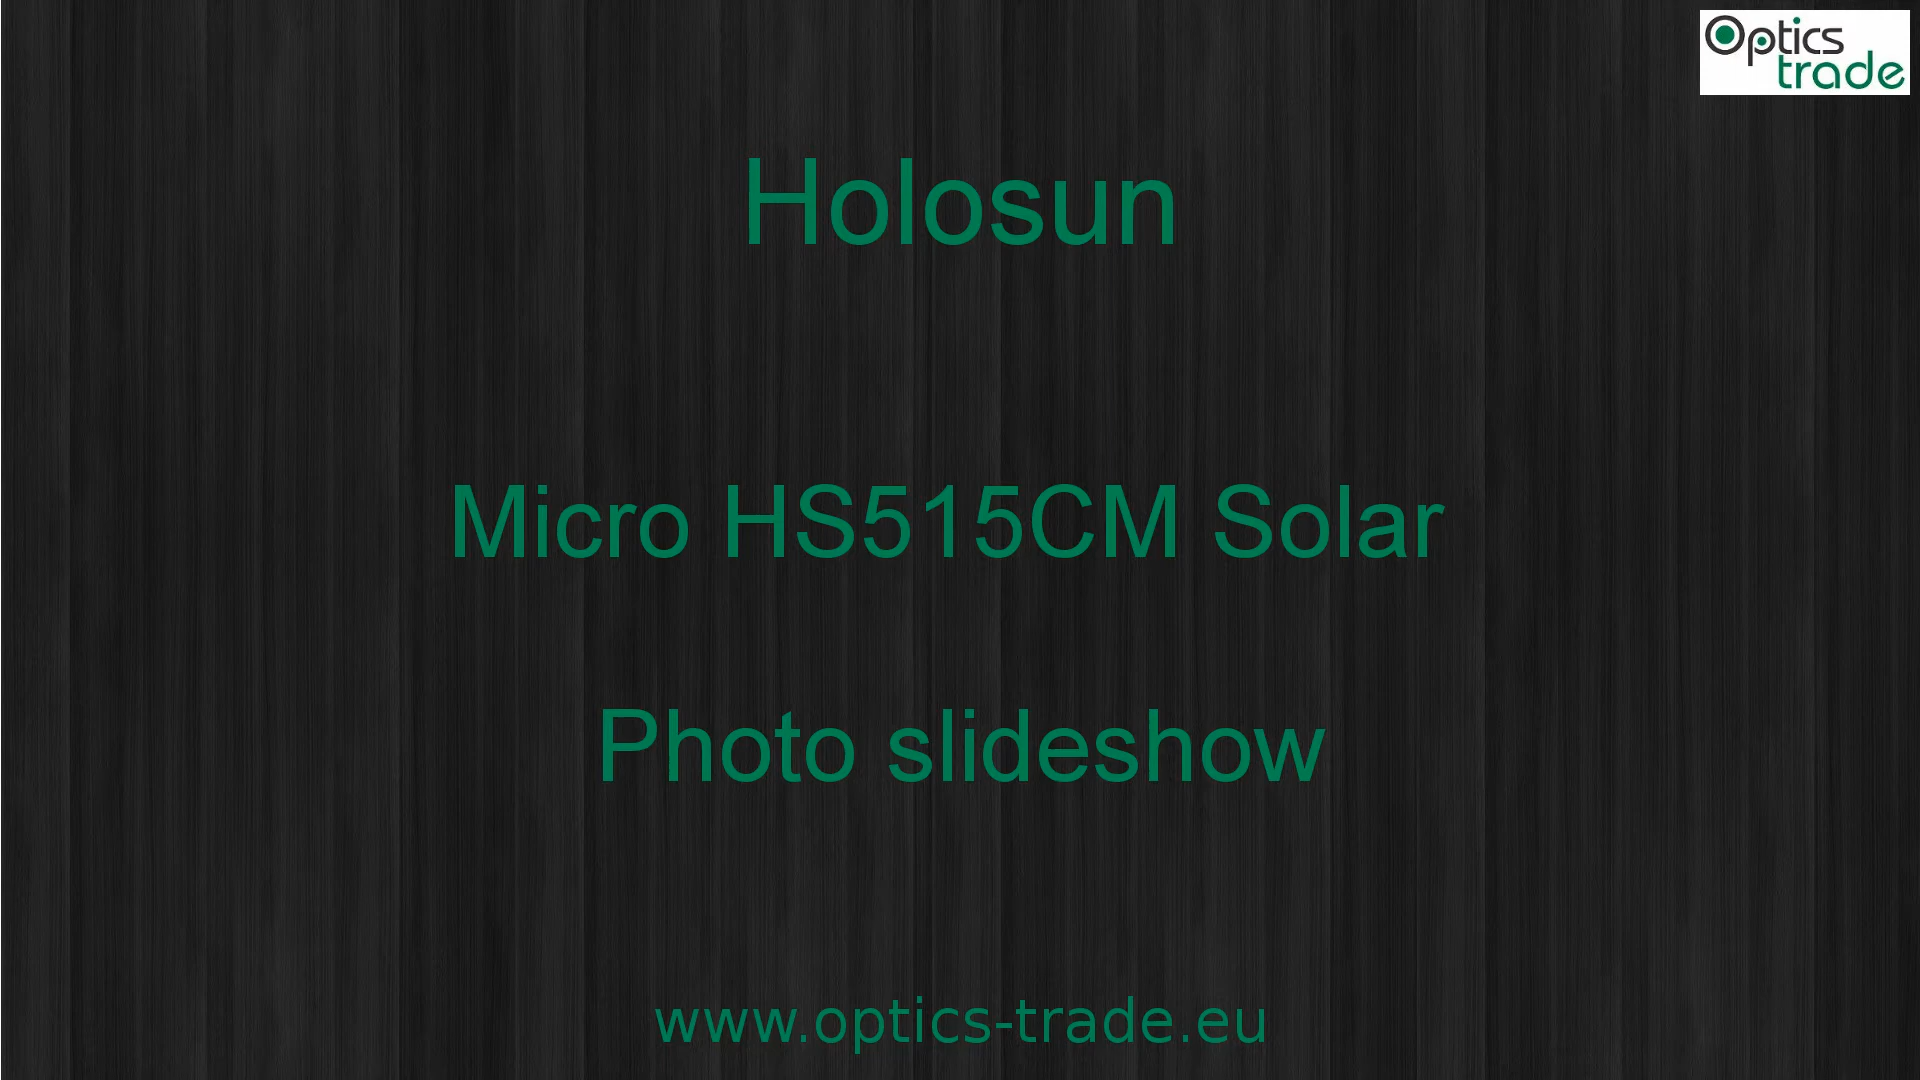 Optics
trade
Holosun
Micro HS515CM Solar
Photo slideshow
www.optics-trade.eu